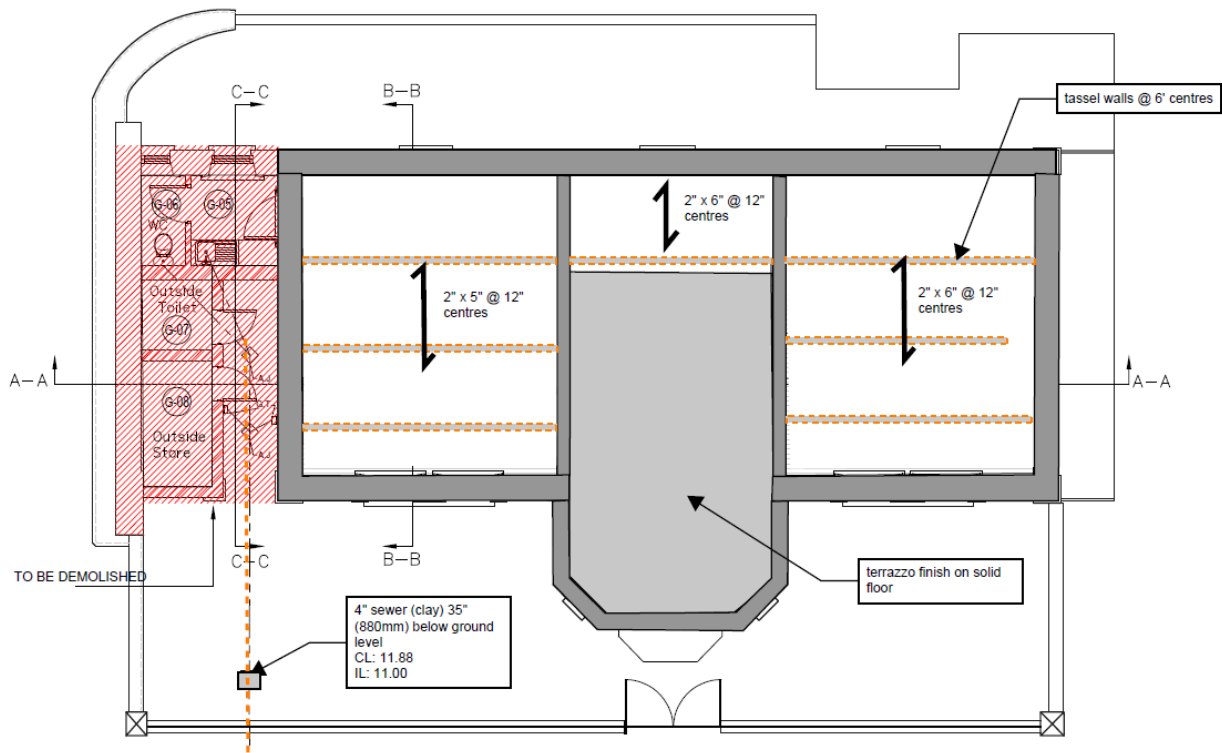 C-C
B-B
tassel walls @ 6' centres
G-06
G-05
WC
2" x 6" @ 12"
centres
Outside
Toilet
G-07
2" x 5" @ 12"
centres
2" x 6" @ 12"
centres
A-A
A-A
A.J
G-08
Outside
Store
A.J
C-C
B-B
TO BE DEMOLISHED
terrazzo finish on solid
floor
4" sewer (clay) 35"
(880mm) below ground
level
CL: 11.88
IL: 11.00